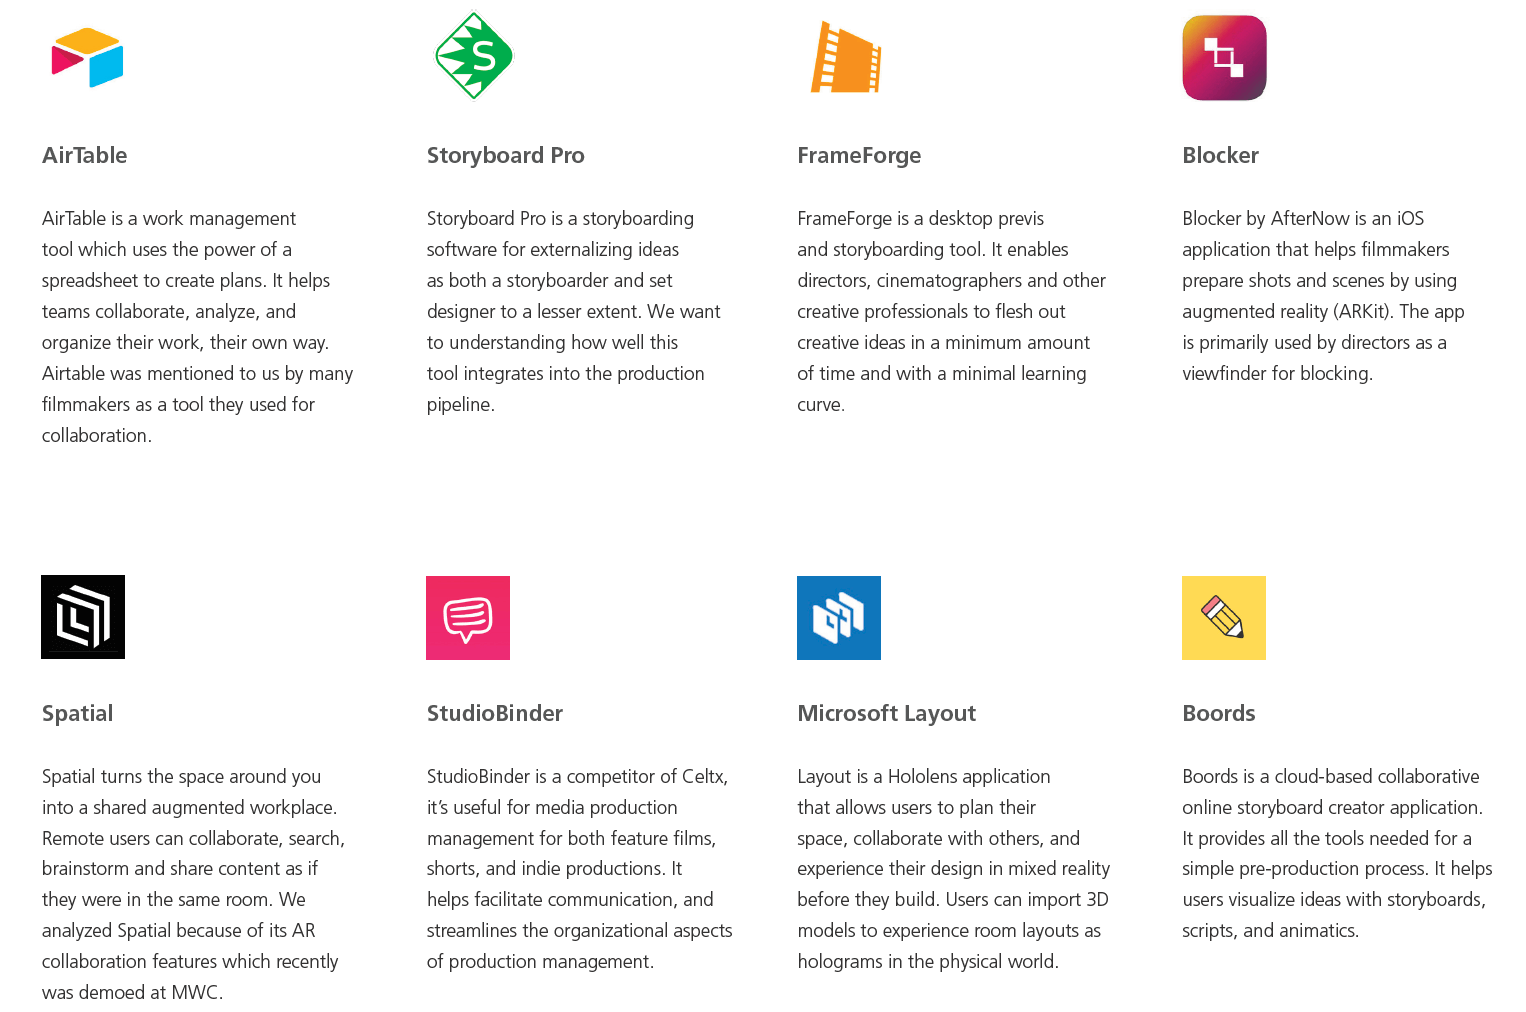 S
AirTable
AirTable is a work management
tool which uses the power of a
spreadsheet to create plans. It helps
teams collaborate, analyze, and
organize their work, their own way.
Airtable was mentioned to us by many
filmmakers as a tool they used for
collaboration.
Storyboard Pro
Storyboard Pro is a storyboarding
software for externalizing ideas
as both a storyboarder and set
designer to a lesser extent. We want
to understanding how well this
tool integrates into the production
pipeline.
FrameForge
FrameForge is a desktop previs
and storyboarding tool. It enables
directors, cinematographers and other
creative professionals to flesh out
creative ideas in a minimum amount
of time and with a minimal learning
curve.
Blocker
Blocker by AfterNow is an iOS
application that helps filmmakers
prepare shots and scenes by using
augmented reality (ARKit). The app
is primarily used by directors as a
viewfinder for blocking.
Spatial
Spatial turns the space around you
into a shared augmented workplace.
Remote users can collaborate, search,
brainstorm and share content as if
they were in the same room. We
analyzed Spatial because of its AR
collaboration features which recently
was demoed at MWC.
StudioBinder
StudioBinder is a competitor of Celtx,
it’s useful for media production
management for both feature films,
shorts, and indie productions. It
helps facilitate communication, and
streamlines the organizational aspects
of production management.
Microsoft Layout
Layout is a Hololens application
that allows users to plan their
space, collaborate with others, and
experience their design in mixed reality
before they build. Users can import 3D
models to experience room layouts as
holograms in the physical world.
Boords
Boords is a cloud-based collaborative
online storyboard creator application.
It provides all the tools needed for a
simple pre-production process. It helps
users visualize ideas with storyboards,
scripts, and animatics.